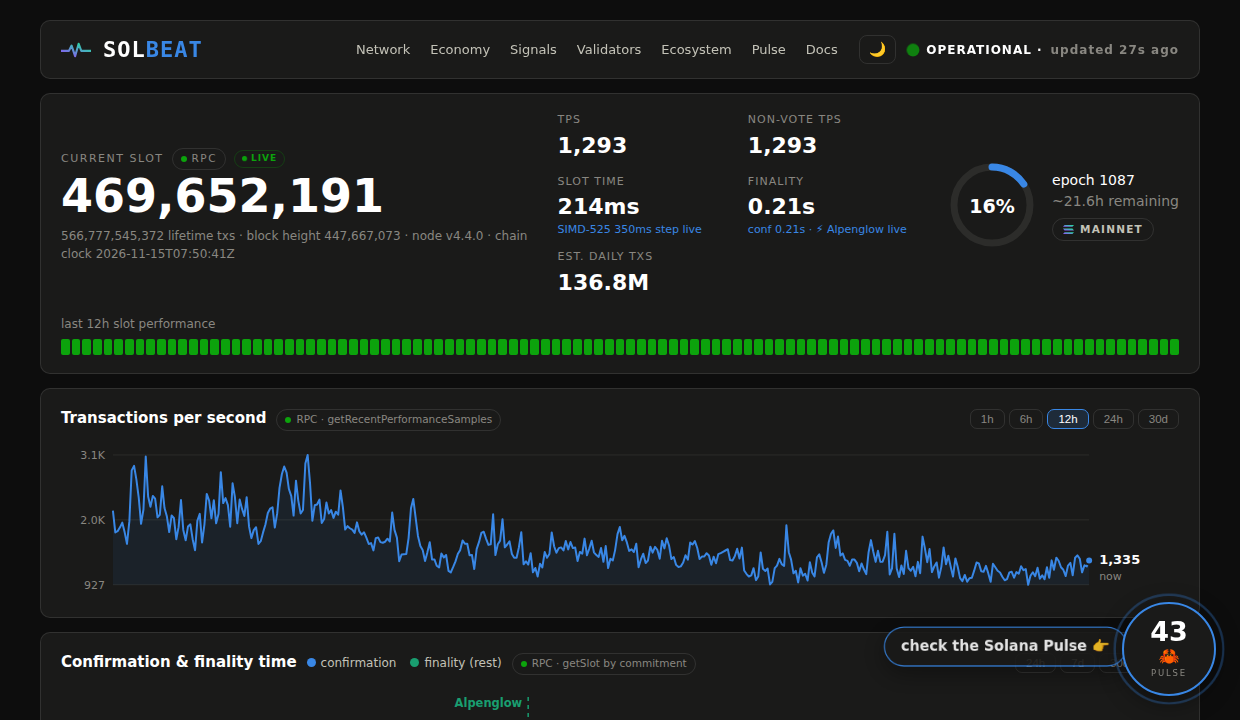 SOLBEAT
Network Economy Signals Validators Ecosystem Pulse Docs
OPERATIONAL · updated 27s ago
CURRENT SLOT RPC LIVE
469,652,191
566,777,545,372 lifetime txs · block height 447,667,073 · node v4.4.0 · chain
clock 2026-11-15T07:50:41Z
TPS
1,293
NON-VOTE TPS
1,293
SLOT TIME
214ms
SIMD-525 350ms step live
FINALITY
0.21s
conf 0.21s · ⚡ Alpenglow live
EST. DAILY TXS
136.8M
16%
epoch 1087
~21.6h remaining
MAINNET
last 12h slot performance
Transactions per second RPC · getRecentPerformanceSamples
1h 6h 12h 24h 30d
3.1K
2.0K
927
1,335
now
Confirmation & finality time confirmation finality (rest) RPC · getSlot by commitment
24h 7d
Alpenglow
check the Solana Pulse 👉
43
🦀
PULSE